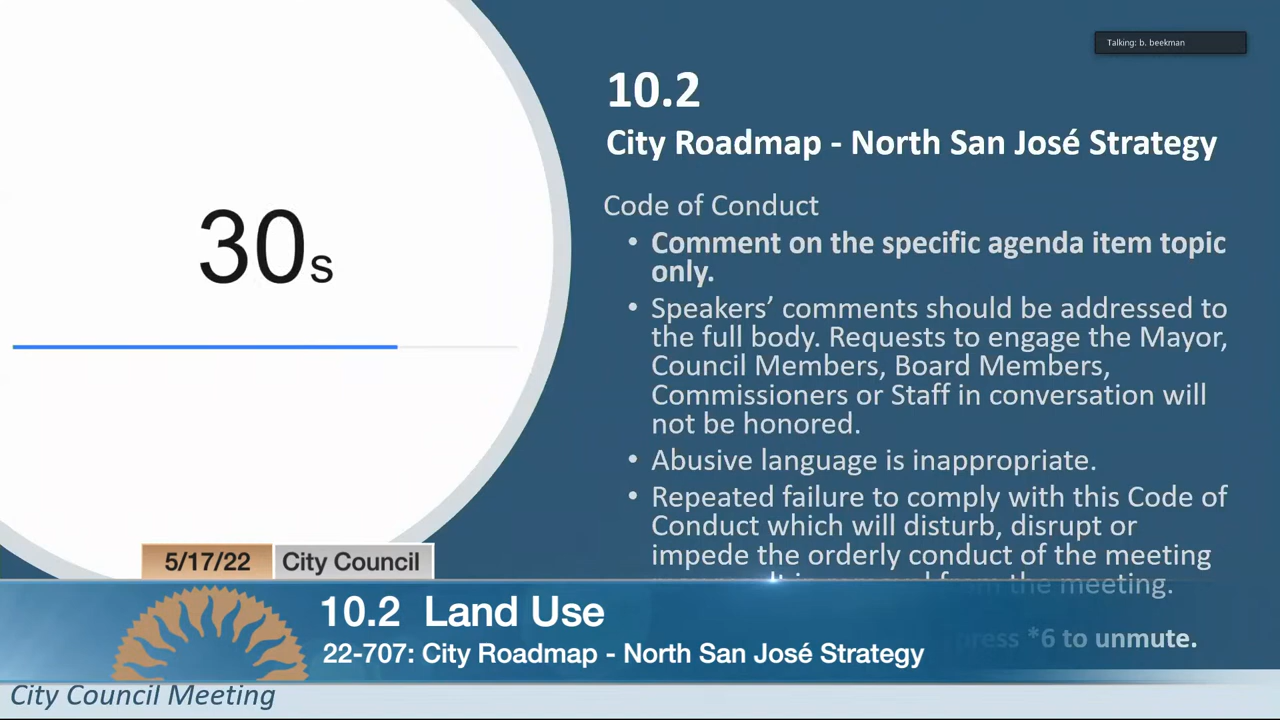 Talking: b. beekman
10.2
City Roadmap - North San José Strategy
Code of Conduct
• Comment on the specific agenda item topic
only.
• Speakers' comments should be addressed to
the full body. Requests to engage the Mayor,
Council Members, Board Members,
Commissioners or Staff in conversation will
not be honored.
• Abusive language is inappropriate.
• Repeated failure to comply with this Code of
Conduct which will disturb, disrupt or
impede the orderly conduct of the meeting
from the meeting.
press *6 to unmute.
30s
5/17/22 City Council
10.2 Land Use
22-707: City Roadmap - North San José Strategy
City Council Meeting